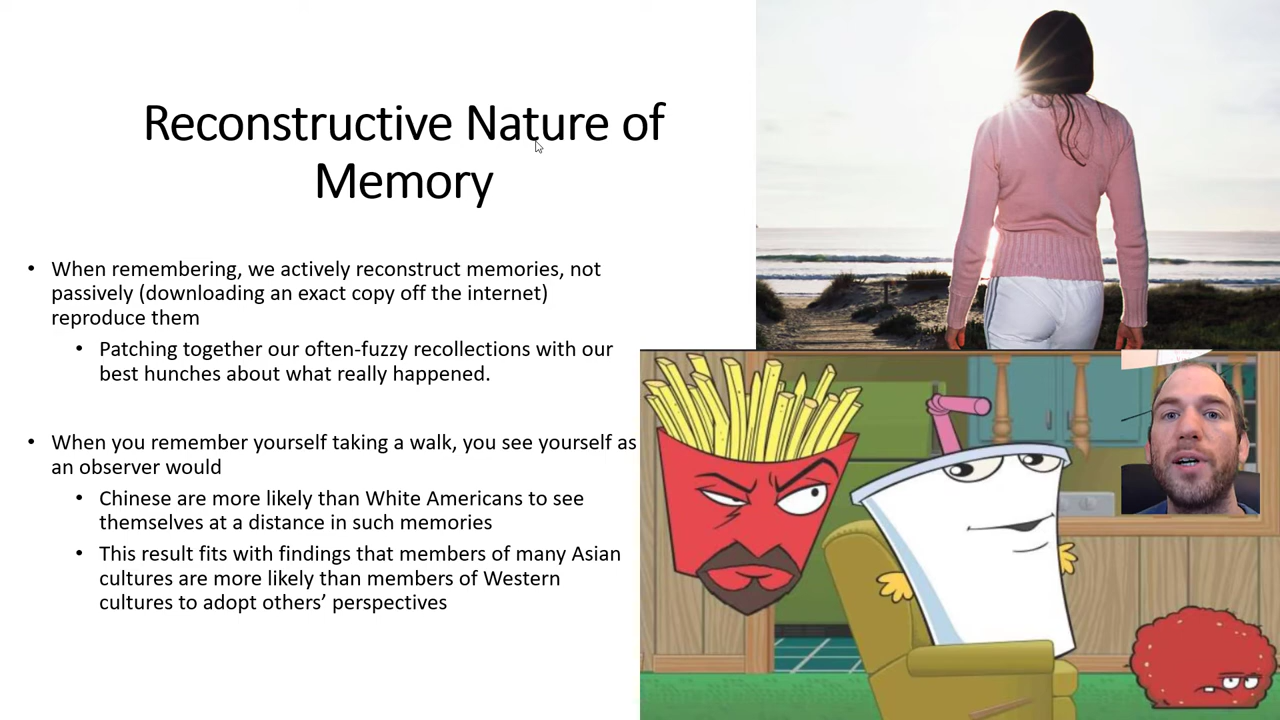 Reconstructive Nature of
Memory
• When remembering, we actively reconstruct memories, not
passively (downloading an exact copy off the internet)
reproduce them
• Patching together our often-fuzzy recollections with our
best hunches about what really happened.
• When you remember yourself taking a walk, you see yourself as
an observer would
• Chinese are more likely than White Americans to see
themselves at a distance in such memories
• This result fits with findings that members of many Asian
cultures are more likely than members of Western
cultures to adopt others’ perspectives